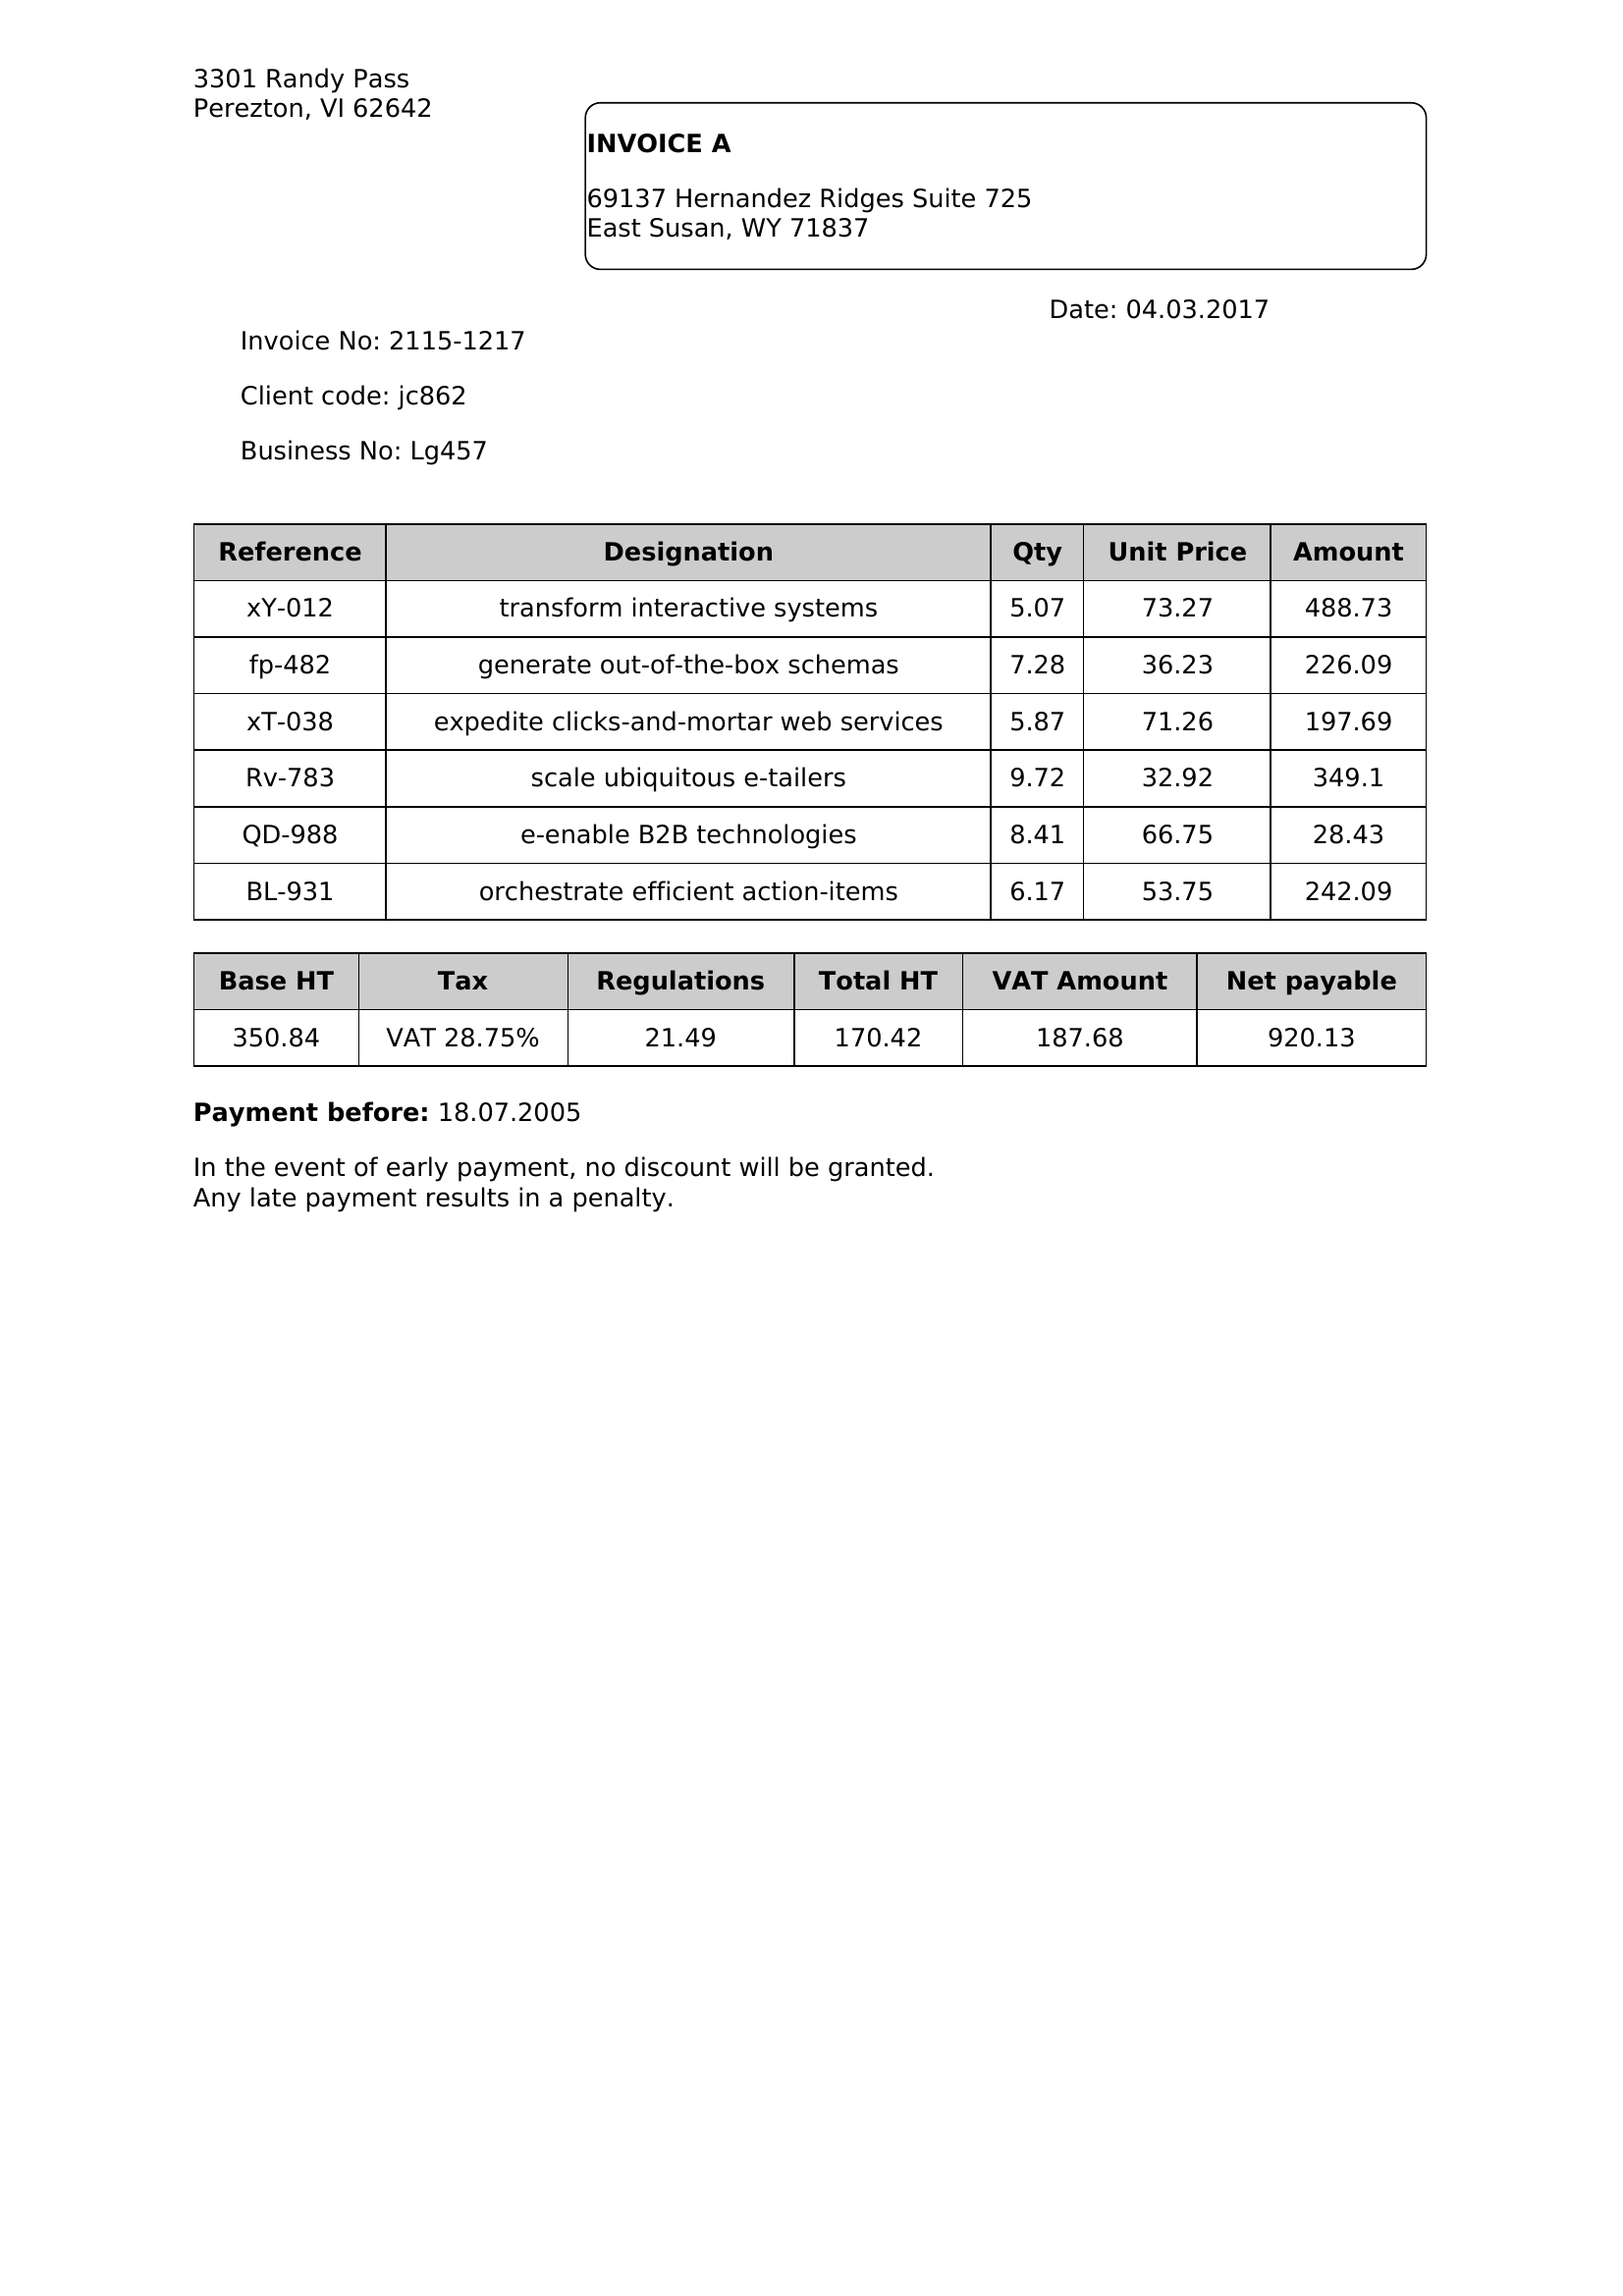 3301 Randy Pass
Perezton, VI 62642
INVOICE A
69137 Hernandez Ridges Suite 725
East Susan, WY 71837
Date: 04.03.2017
Invoice No: 2115-1217
Client code: jc862
Business No: Lg457
Reference Designation Qty Unit Price Amount
xY-012 transform interactive systems 5.07 73.27 488.73
fp-482 generate out-of-the-box schemas 7.28 36.23 226.09
xT-038 expedite clicks-and-mortar web services 5.87 71.26 197.69
Rv-783 scale ubiquitous e-tailers 9.72 32.92 349.1
QD-988 e-enable B2B technologies 8.41 66.75 28.43
BL-931 orchestrate efficient action-items 6.17 53.75 242.09
Base HT Tax Regulations Total HT VAT Amount Net payable
350.84 VAT 28.75% 21.49 170.42 187.68 920.13
Payment before: 18.07.2005
In the event of early payment, no discount will be granted.
Any late payment results in a penalty.